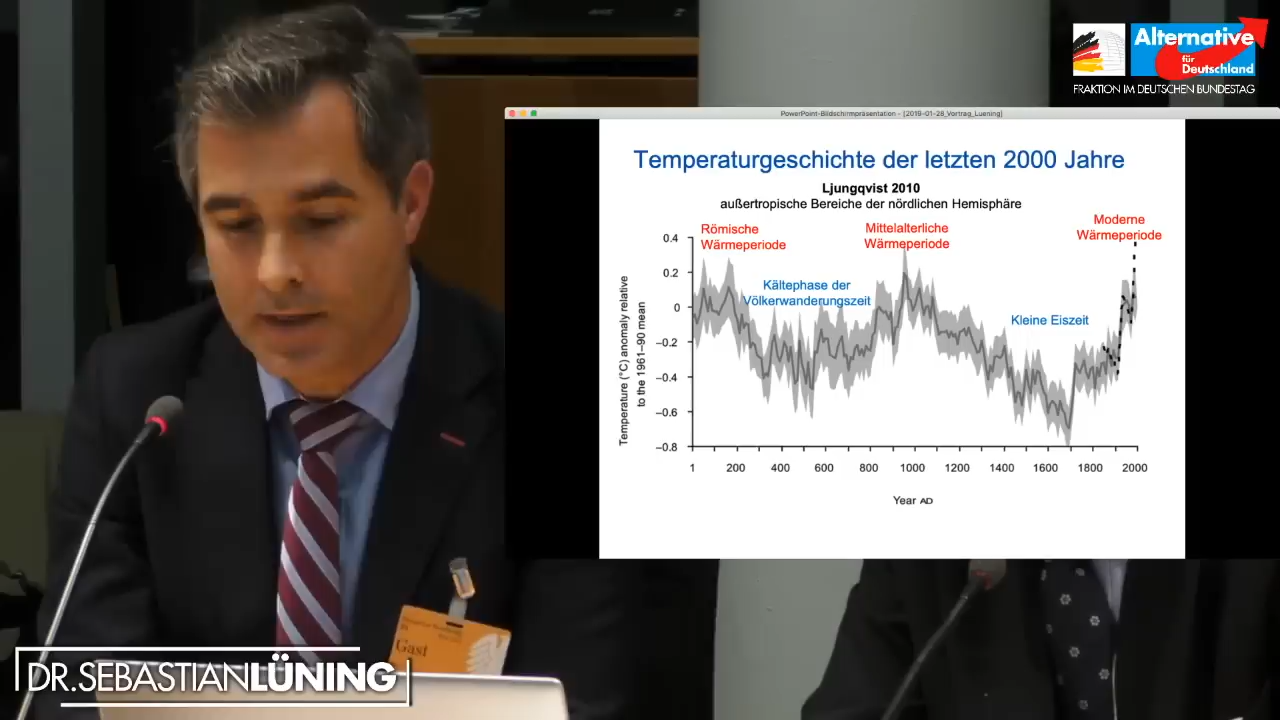 Alternative
für
Deutschland
FRAKTION IM DEUTSCHEN BUNDESTAG
PowerPoint-Bildschirmpräsentation - [2019-01-28_Vortrag_Luening]
Temperaturgeschichte der letzten 2000 Jahre
Ljungqvist 2010
außertropische Bereiche der nördlichen Hemisphäre
Römische
Wärmeperiode
Mittelalterliche
Wärmeperiode
Moderne
Wärmeperiode
Kältephase der
Völkerwanderungszeit
Kleine Eiszeit
Temperature (°C) anomaly relative
to the 1961–90 mean
0.4
0.2
0
–0.2
–0.4
–0.6
–0.8
1 200 400 600 800 1000 1200 1400 1600 1800 2000
Year AD
Gast
DR.SEBASTIANLÜNING